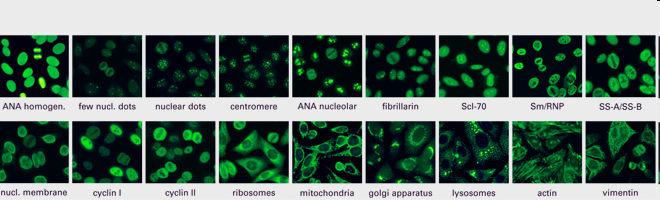 ANA homogen.
few nucl. dots
nuclear dots
centromere
ANA nucleolar
fibrillarin
Scl-70
Sm/RNP
SS-A/SS-B
nucl. membrane
cyclin I
cyclin II
ribosomes
mitochondria
golgi apparatus
lysosomes
actin
vimentin